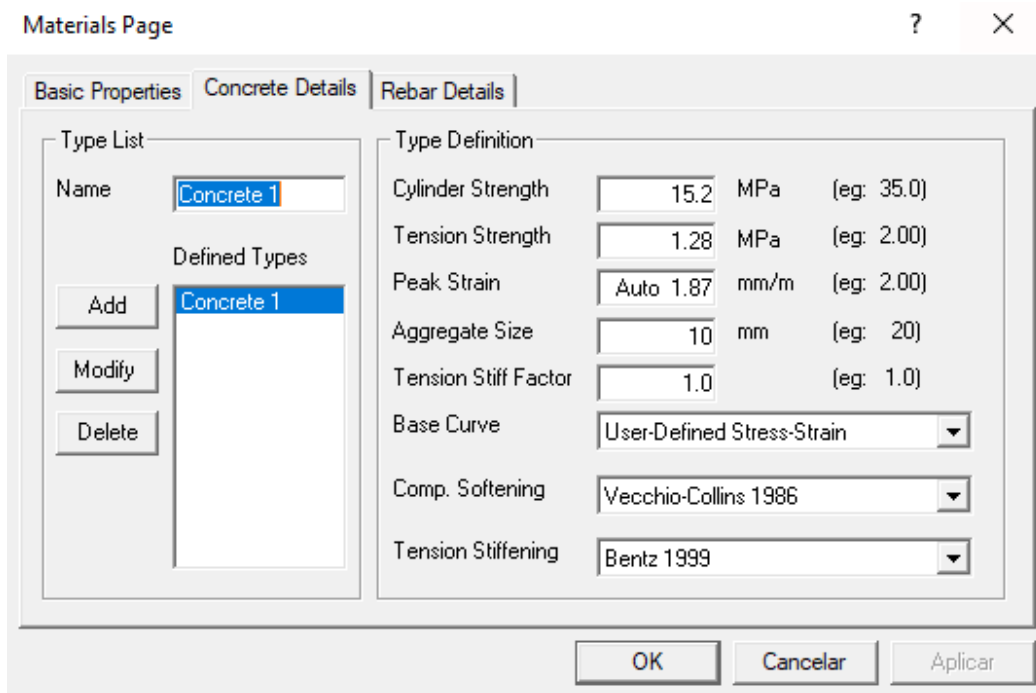 Materials Page ? ×
Basic Properties Concrete Details Rebar Details
Type List
Name Concrete 1
Defined Types
Concrete 1
Add
Modify
Delete
Type Definition
Cylinder Strength 15.2 MPa (eg: 35.0)
Tension Strength 1.28 MPa (eg: 2.00)
Peak Strain Auto 1.87 mm/m (eg: 2.00)
Aggregate Size 10 mm (eg: 20)
Tension Stiff Factor 1.0 (eg: 1.0)
Base Curve User-Defined Stress-Strain
Comp. Softening Vecchio-Collins 1986
Tension Stiffening Bentz 1999
OK Cancelar Aplicar